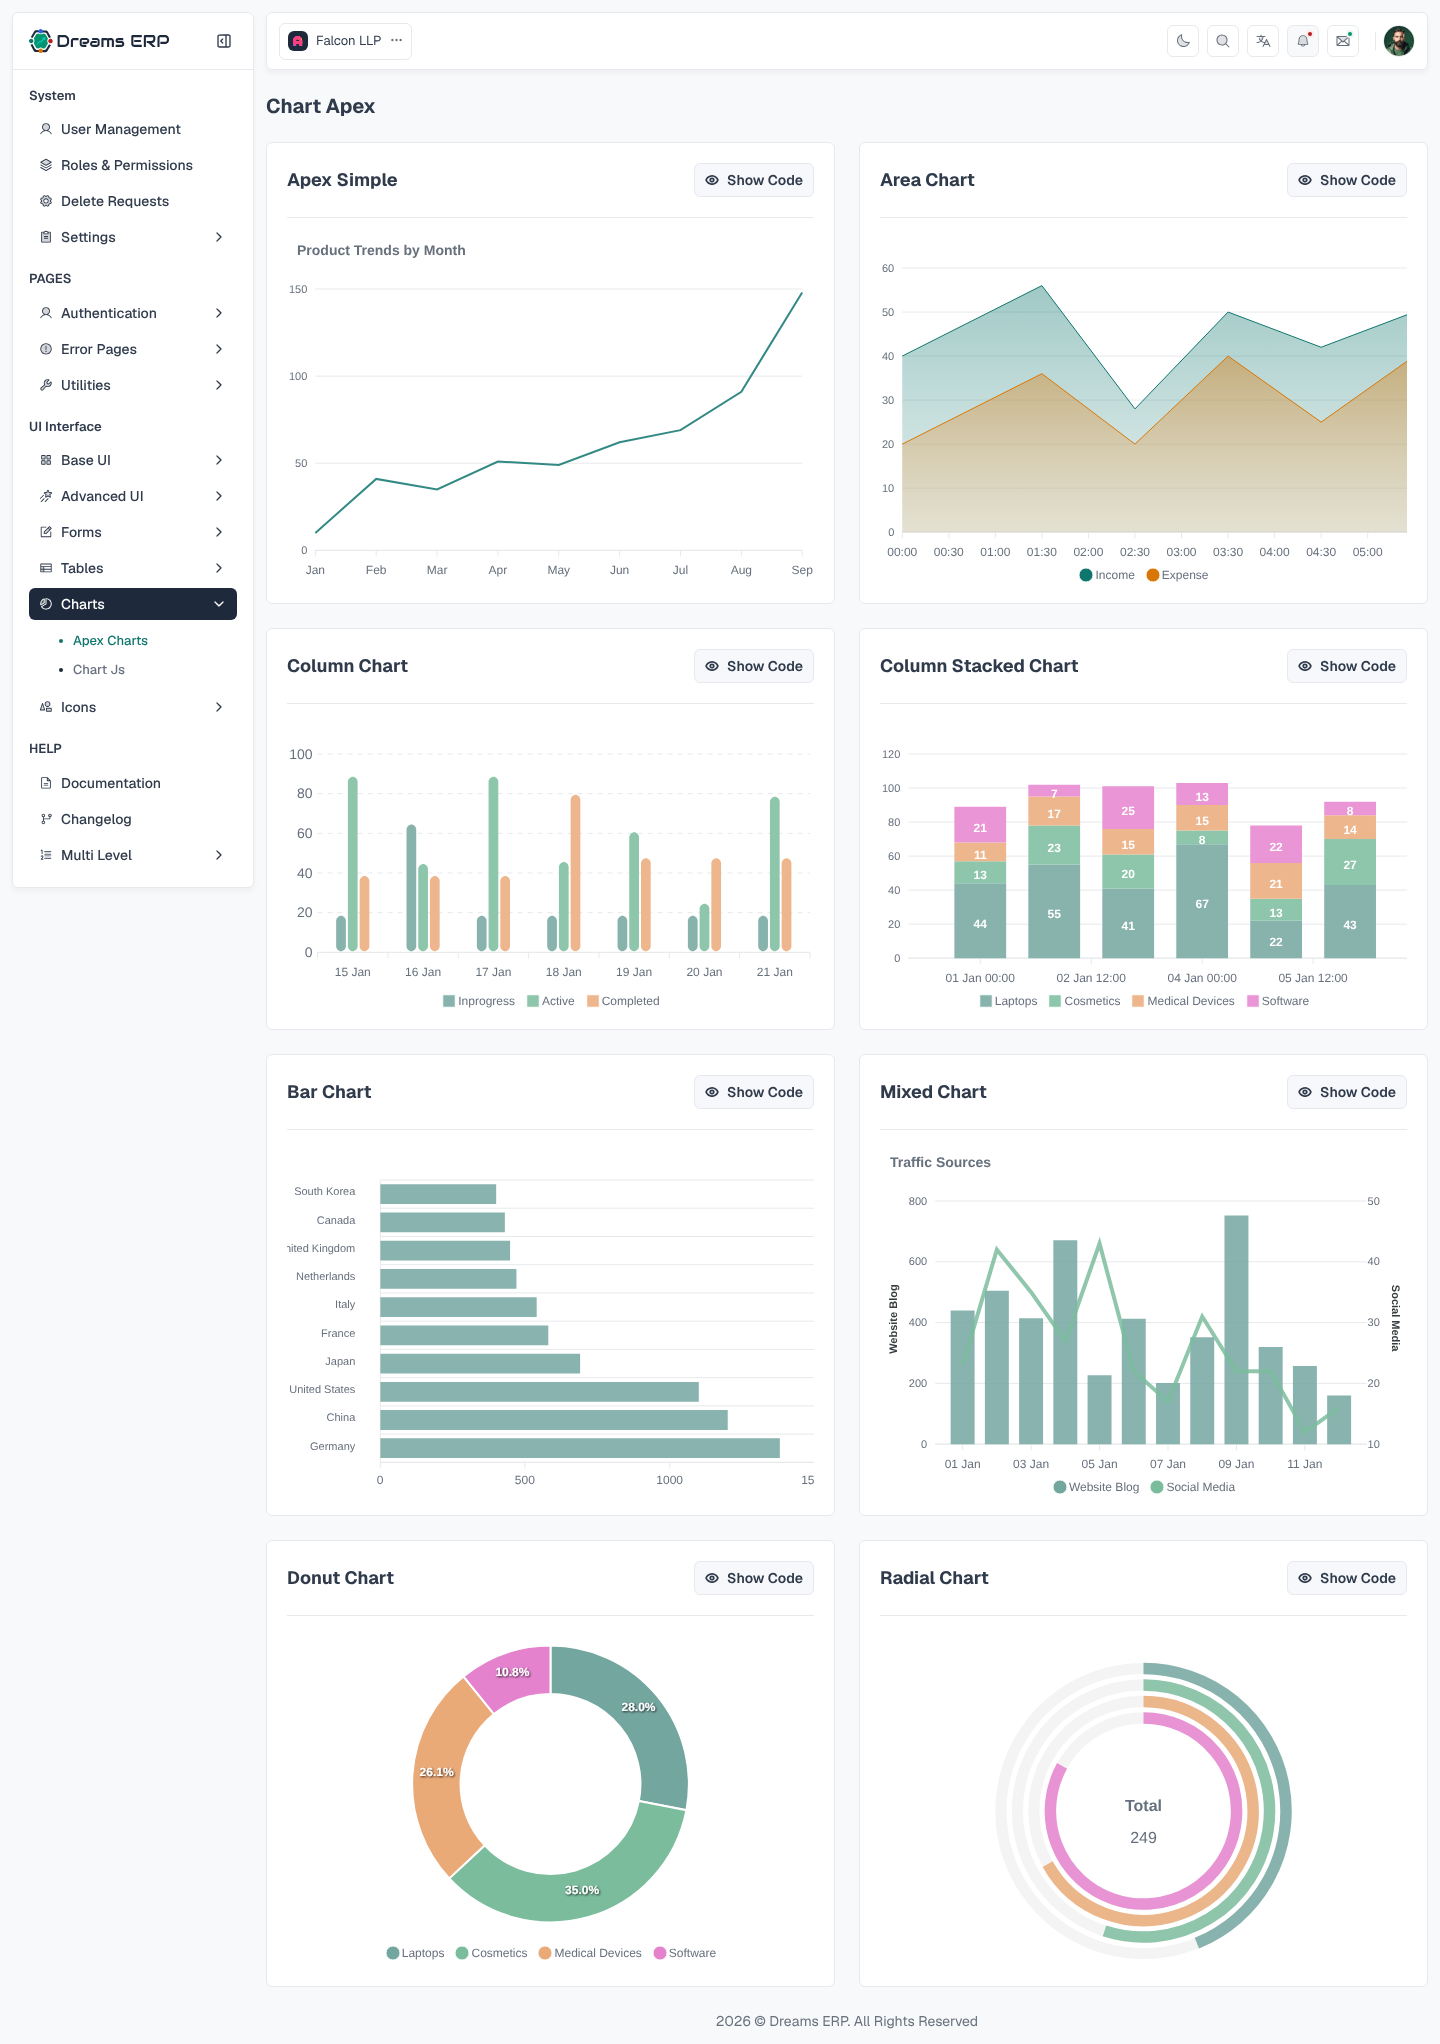 Dreams ERP
System
User Management
Roles & Permissions
Delete Requests
Settings
PAGES
Authentication
Error Pages
Utilities
UI Interface
Base UI
Advanced UI
Forms
Tables
Charts
Apex Charts
Chart Js
Icons
HELP
Documentation
Changelog
Multi Level
Falcon LLP
Chart Apex
Apex Simple
Show Code
Product Trends by Month
150
100
50
0
Jan Feb Mar Apr May Jun Jul Aug Sep
Area Chart
Show Code
60
50
40
30
20
10
0
00:00 00:30 01:00 01:30 02:00 02:30 03:00 03:30 04:00 04:30 05:00
Income Expense
Column Chart
Show Code
100
80
60
40
20
0
15 Jan 16 Jan 17 Jan 18 Jan 19 Jan 20 Jan 21 Jan
Inprogress Active Completed
Column Stacked Chart
Show Code
120
100
80
60
40
20
0
21
11
13
44
7
17
23
55
25
15
20
41
13
15
8
67
22
21
13
22
8
14
27
43
01 Jan 00:00 02 Jan 12:00 04 Jan 00:00 05 Jan 12:00
Laptops Cosmetics Medical Devices Software
Bar Chart
Show Code
South Korea
Canada
nited Kingdom
Netherlands
Italy
France
Japan
United States
China
Germany
0 500 1000 15
Mixed Chart
Show Code
Traffic Sources
Website Blog
800
600
400
200
0
50
40
30
20
10
Social Media
01 Jan 03 Jan 05 Jan 07 Jan 09 Jan 11 Jan
Website Blog Social Media
Donut Chart
Show Code
10.8%
28.0%
26.1%
35.0%
Laptops Cosmetics Medical Devices Software
Radial Chart
Show Code
Total
249
2026 © Dreams ERP. All Rights Reserved